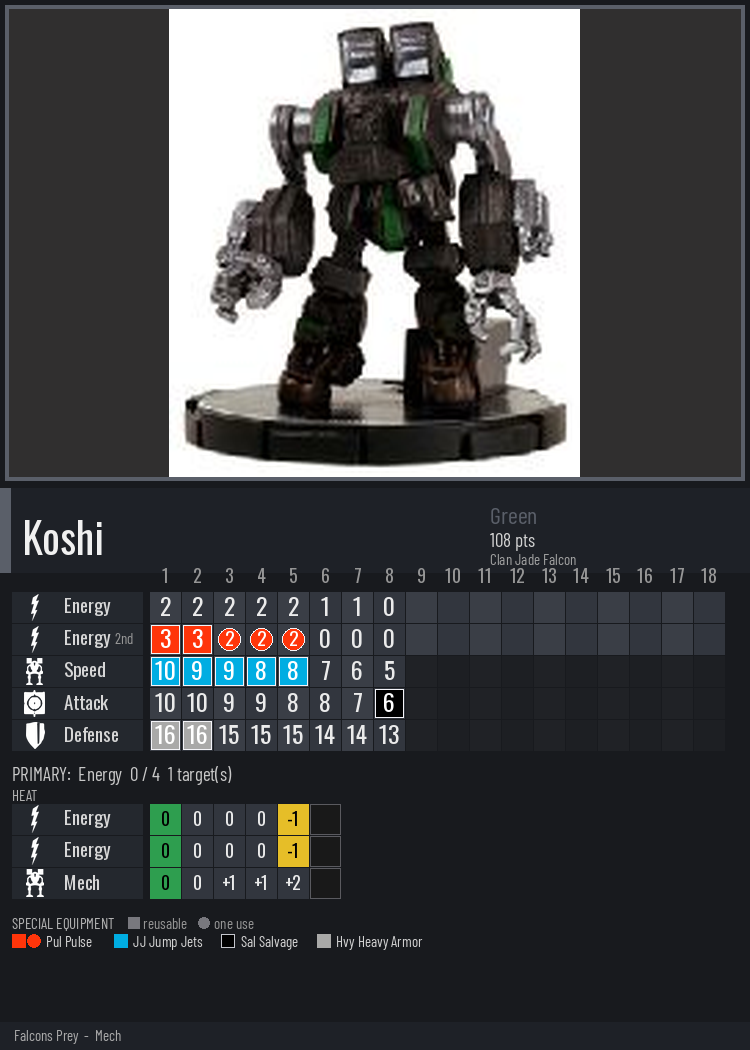 Koshi
Green
108 pts
Clan Jade Falcon
1 2 3 4 5 6 7 8 9 10 11 12 13 14 15 16 17 18
Energy 2 2 2 2 2 1 1 0
Energy 2nd 3 3 2 2 2 0 0 0
Speed 10 9 9 8 8 7 6 5
Attack 10 10 9 9 8 8 7 6
Defense 16 16 15 15 15 14 14 13
PRIMARY: Energy 0 / 4 1 target(s)
HEAT
Energy 0 0 0 0 -1
Energy 0 0 0 0 -1
Mech 0 0 +1 +1 +2
SPECIAL EQUIPMENT reusable one use
Pul Pulse JJ Jump Jets Sal Salvage Hvy Heavy Armor
Falcons Prey - Mech